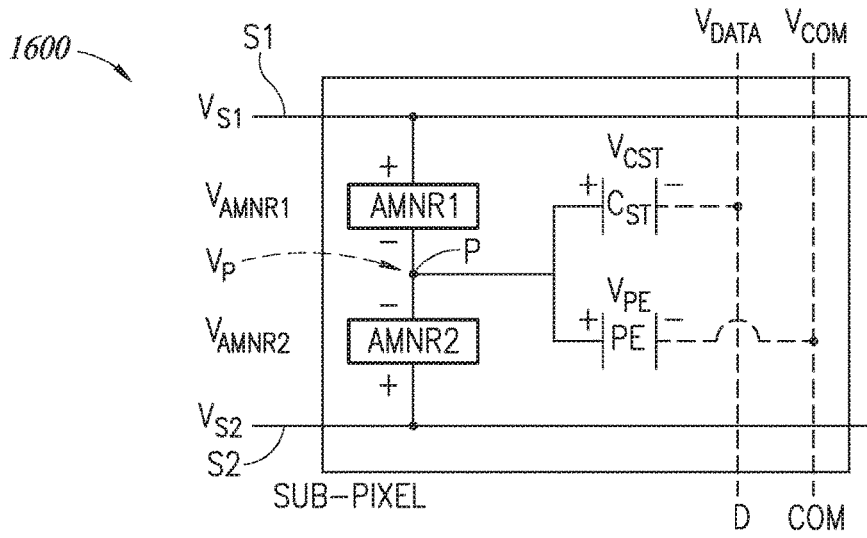 1600
S1
V_DATA V_COM
V_S1
V_CST
+
+ C_ST −
V_AMNR1 AMNR1
−
P
V_P
−
V_PE
+ PE −
V_AMNR2 AMNR2
+
V_S2
S2
SUB-PIXEL
D COM